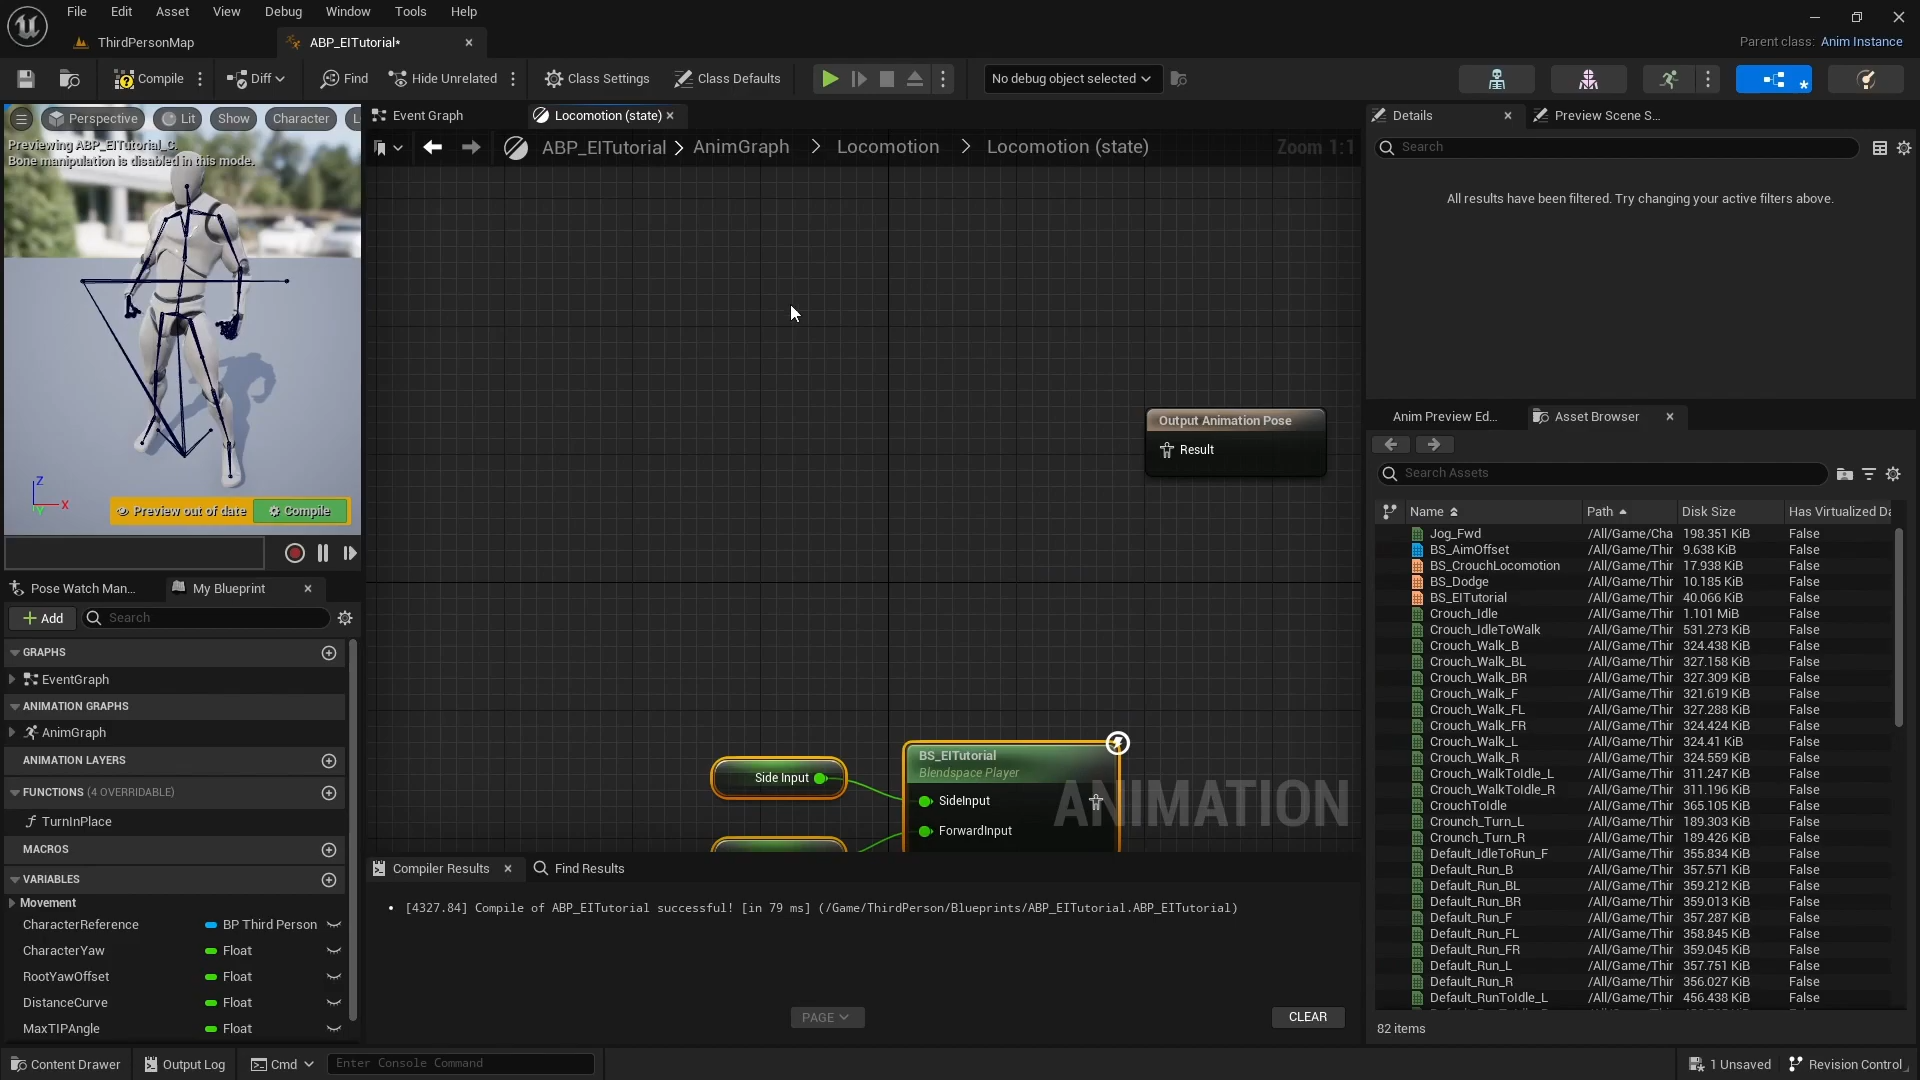 File Edit Asset View Debug Window Tools Help
ThirdPersonMap
ABP_EITutorial*
Parent class: Anim Instance
Compile
Diff
Find
Hide Unrelated
Class Settings
Class Defaults
No debug object selected
Perspective
Lit
Show
Character
Previewing ABP_EITutorial_C.
Bone manipulation is disabled in this mode.
Z
X
Preview out of date
Compile
Event Graph
Locomotion (state)
ABP_EITutorial > AnimGraph > Locomotion > Locomotion (state)
Zoom 1:1
Output Animation Pose
Result
Side Input
BS_EITutorial
Blendspace Player
SideInput
ForwardInput
ANIMATION
Compiler Results
Find Results
• [4327.84] Compile of ABP_EITutorial successful! [in 79 ms] (/Game/ThirdPerson/Blueprints/ABP_EITutorial.ABP_EITutorial)
PAGE
CLEAR
Pose Watch Man...
My Blueprint
Add
Search
GRAPHS
EventGraph
ANIMATION GRAPHS
AnimGraph
ANIMATION LAYERS
FUNCTIONS (4 OVERRIDABLE)
TurnInPlace
MACROS
VARIABLES
Movement
CharacterReference BP Third Person
CharacterYaw Float
RootYawOffset Float
DistanceCurve Float
MaxTIPAngle Float
Details
Preview Scene S...
Search
All results have been filtered. Try changing your active filters above.
Anim Preview Ed...
Asset Browser
Search Assets
Name Path Disk Size Has Virtualized Da
Jog_Fwd /All/Game/Cha 198.351 KiB False
BS_AimOffset /All/Game/Thir 9.638 KiB False
BS_CrouchLocomotion /All/Game/Thir 17.938 KiB False
BS_Dodge /All/Game/Thir 10.185 KiB False
BS_EITutorial /All/Game/Thir 40.066 KiB False
Crouch_Idle /All/Game/Thir 1.101 MiB False
Crouch_IdleToWalk /All/Game/Thir 531.273 KiB False
Crouch_Walk_B /All/Game/Thir 324.438 KiB False
Crouch_Walk_BL /All/Game/Thir 327.158 KiB False
Crouch_Walk_BR /All/Game/Thir 327.309 KiB False
Crouch_Walk_F /All/Game/Thir 321.619 KiB False
Crouch_Walk_FL /All/Game/Thir 327.288 KiB False
Crouch_Walk_FR /All/Game/Thir 324.424 KiB False
Crouch_Walk_L /All/Game/Thir 324.41 KiB False
Crouch_Walk_R /All/Game/Thir 324.559 KiB False
Crouch_WalkToIdle_L /All/Game/Thir 311.247 KiB False
Crouch_WalkToIdle_R /All/Game/Thir 311.196 KiB False
CrouchToIdle /All/Game/Thir 365.105 KiB False
Crounch_Turn_L /All/Game/Thir 189.303 KiB False
Crounch_Turn_R /All/Game/Thir 189.426 KiB False
Default_IdleToRun_F /All/Game/Thir 355.834 KiB False
Default_Run_B /All/Game/Thir 357.571 KiB False
Default_Run_BL /All/Game/Thir 359.212 KiB False
Default_Run_BR /All/Game/Thir 359.013 KiB False
Default_Run_F /All/Game/Thir 357.287 KiB False
Default_Run_FL /All/Game/Thir 358.845 KiB False
Default_Run_FR /All/Game/Thir 359.045 KiB False
Default_Run_L /All/Game/Thir 357.751 KiB False
Default_Run_R /All/Game/Thir 356.027 KiB False
Default_RunToIdle_L /All/Game/Thir 456.438 KiB False
82 items
Content Drawer
Output Log
Cmd
Enter Console Command
1 Unsaved
Revision Control